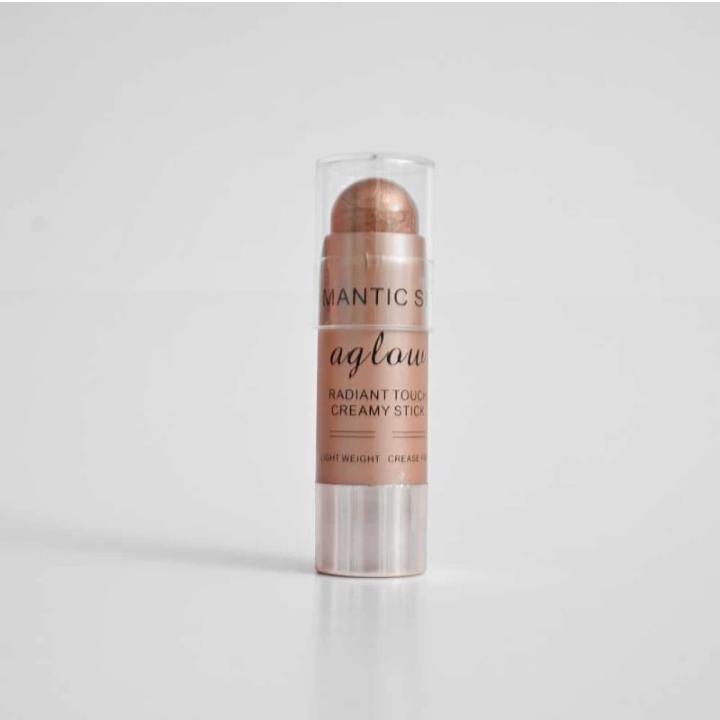 MANTIC S
aglow
RADIANT TOUCH
CREAMY STICK
LIGHT WEIGHT CREASE F